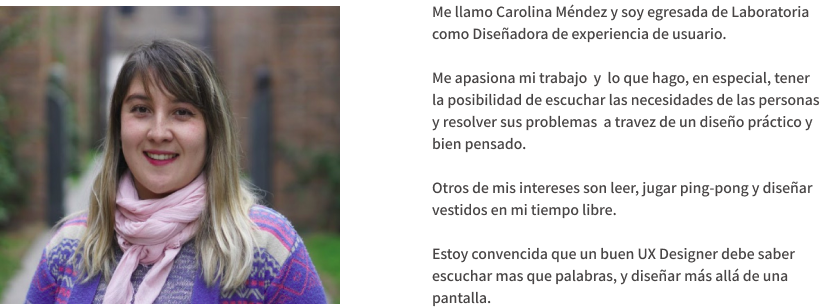 Me llamo Carolina Méndez y soy egresada de Laboratoria
como Diseñadora de experiencia de usuario.
Me apasiona mi trabajo y lo que hago, en especial, tener
la posibilidad de escuchar las necesidades de las personas
y resolver sus problemas a travez de un diseño práctico y
bien pensado.
Otros de mis intereses son leer, jugar ping-pong y diseñar
vestidos en mi tiempo libre.
Estoy convencida que un buen UX Designer debe saber
escuchar mas que palabras, y diseñar más allá de una
pantalla.